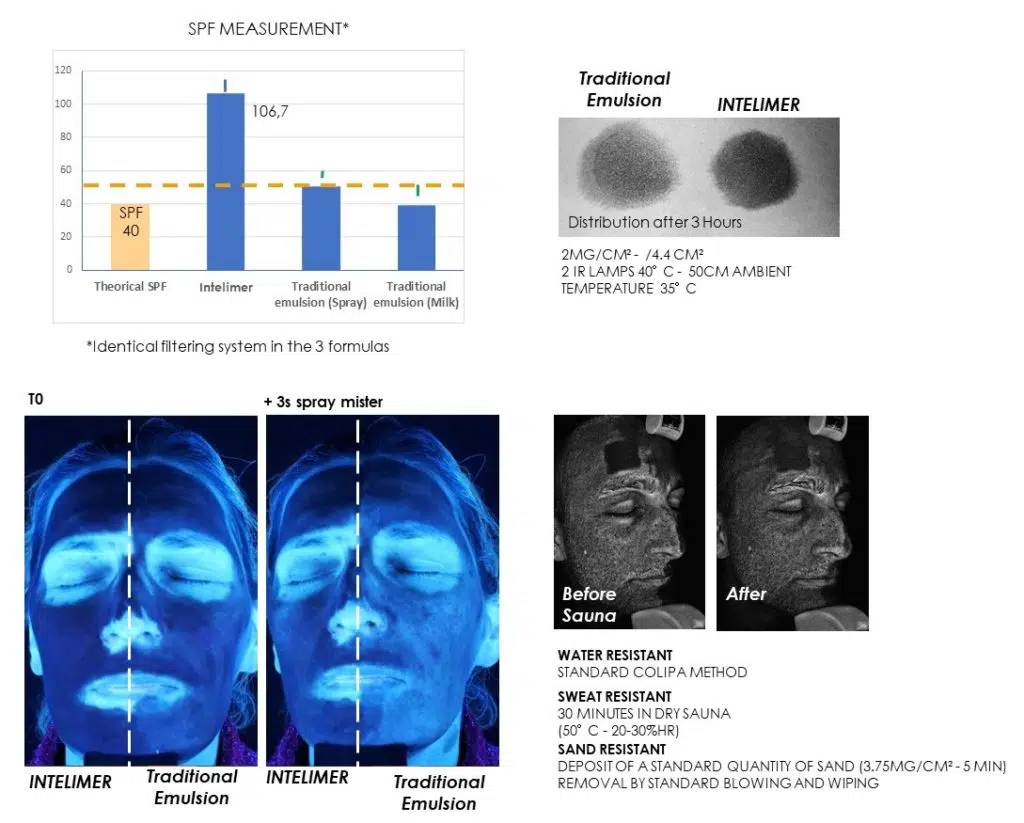 SPF MEASUREMENT*
120
100
80
60
40
20
0
106,7
SPF
40
Theorical SPF
Intelimer
Traditional
emulsion (Spray)
Traditional
emulsion (Milk)
*Identical filtering system in the 3 formulas
Traditional
Emulsion
INTELIMER
Distribution after 3 Hours
2MG/CM² - /4.4 CM²
2 IR LAMPS 40° C - 50CM AMBIENT
TEMPERATURE 35° C
T0
+ 3s spray mister
INTELIMER
Traditional
Emulsion
INTELIMER
Traditional
Emulsion
Before
Sauna
After
WATER RESISTANT
STANDARD COLIPA METHOD
SWEAT RESISTANT
30 MINUTES IN DRY SAUNA
(50° C - 20-30%HR)
SAND RESISTANT
DEPOSIT OF A STANDARD QUANTITY OF SAND (3.75MG/CM² - 5 MIN)
REMOVAL BY STANDARD BLOWING AND WIPING